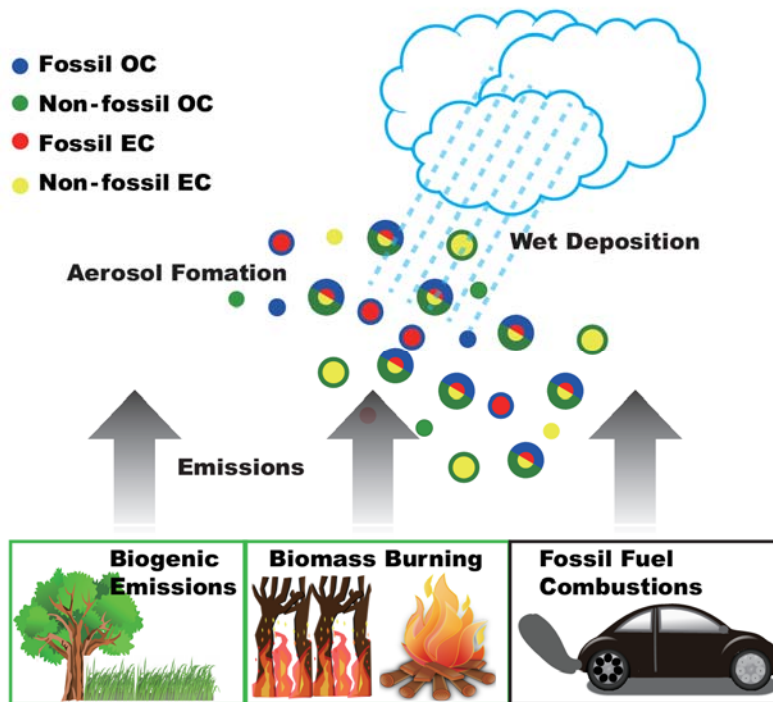 Fossil OC
Non-fossil OC
Fossil EC
Non-fossil EC
Wet Deposition
Aerosol Fomation
Emissions
Biogenic
Emissions
Biomass Burning
Fossil Fuel
Combustions